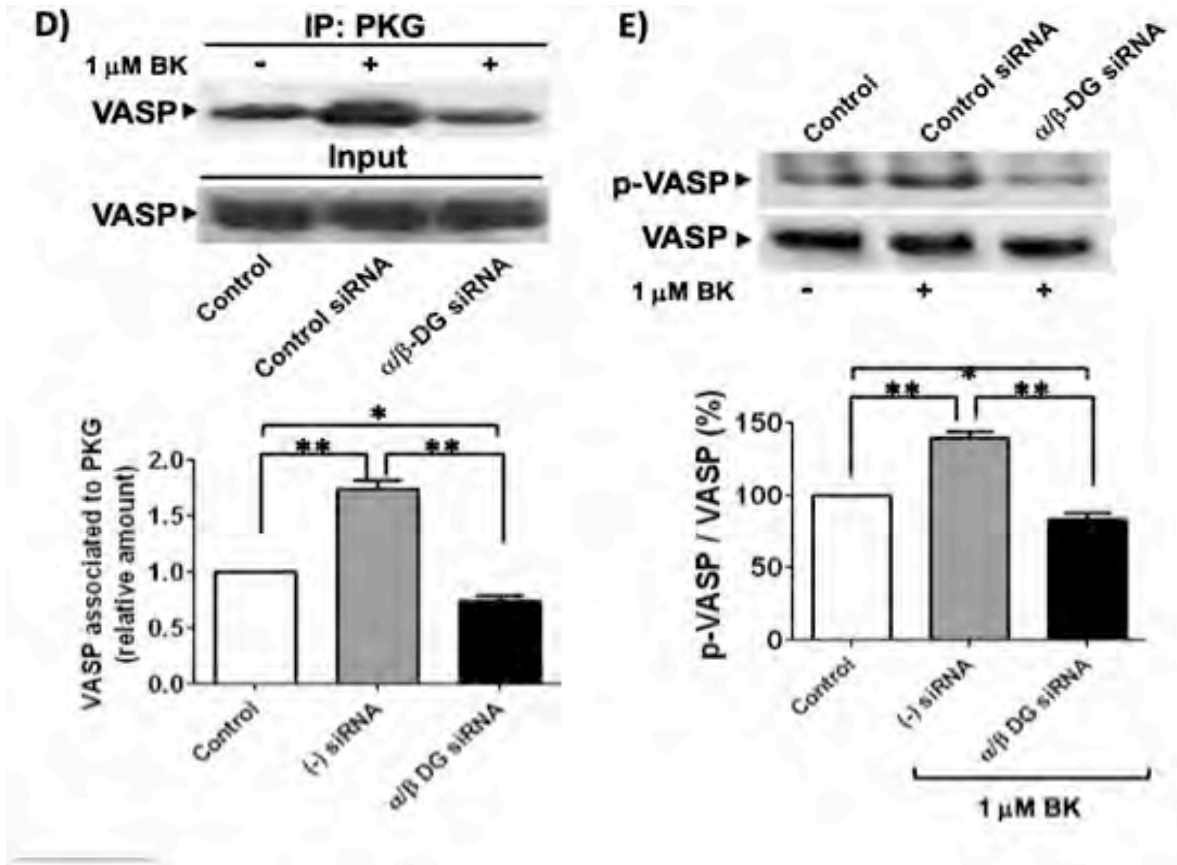 D)
IP: PKG
1 µM BK - + +
VASP
Input
VASP
Control
Control siRNA
α/β-DG siRNA
* 
** **
VASP associated to PKG
(relative amount)
2.0
1.5
1.0
0.5
0.0
Control
(-) siRNA
α/β DG siRNA
E)
Control
Control siRNA
α/β-DG siRNA
p-VASP
VASP
1 µM BK - + +
*
** **
p-VASP / VASP (%)
150
100
50
0
Control
(-) siRNA
α/β DG siRNA
1 µM BK